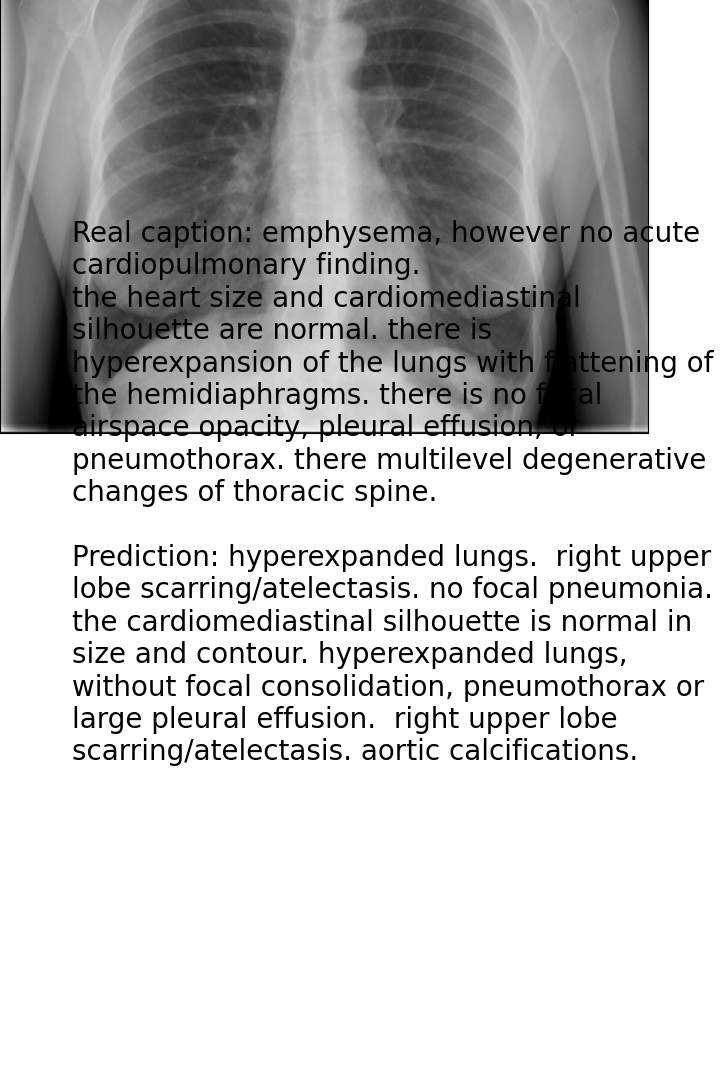 Real caption: emphysema, however no acute
cardiopulmonary finding.
the heart size and cardiomediastinal
silhouette are normal. there is
hyperexpansion of the lungs with flattening of
the hemidiaphragms. there is no focal
airspace opacity, pleural effusion, or
pneumothorax. there multilevel degenerative
changes of thoracic spine.
Prediction: hyperexpanded lungs.  right upper
lobe scarring/atelectasis. no focal pneumonia.
the cardiomediastinal silhouette is normal in
size and contour. hyperexpanded lungs,
without focal consolidation, pneumothorax or
large pleural effusion.  right upper lobe
scarring/atelectasis. aortic calcifications.